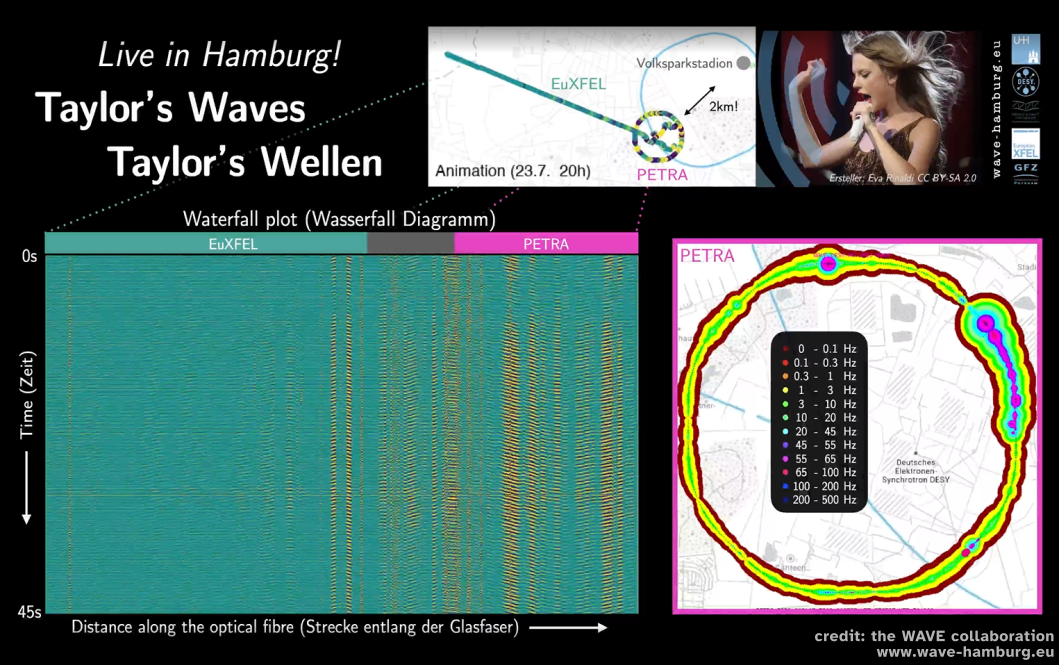 Live in Hamburg!
Taylor's Waves
Taylor's Wellen
Volksparkstadion
EuXFEL
2km!
PETRA
Animation (23.7. 20h)
Ersteller: Eva Rinaldi CC BY-SA 2.0
wave-hamburg.eu
UH
DESY.
European
XFEL
GFZ
Potsdam
Waterfall plot (Wasserfall Diagramm)
EuXFEL
PETRA
0s
Time (Zeit)
45s
Distance along the optical fibre (Strecke entlang der Glasfaser)
PETRA
0 - 0.1 Hz
0.1 - 0.3 Hz
0.3 - 1 Hz
1 - 3 Hz
3 - 10 Hz
10 - 20 Hz
20 - 45 Hz
45 - 55 Hz
55 - 65 Hz
65 - 100 Hz
100 - 200 Hz
200 - 500 Hz
Deutsches
Elektronen-
Synchrotron DESY
credit: the WAVE collaboration
www.wave-hamburg.eu